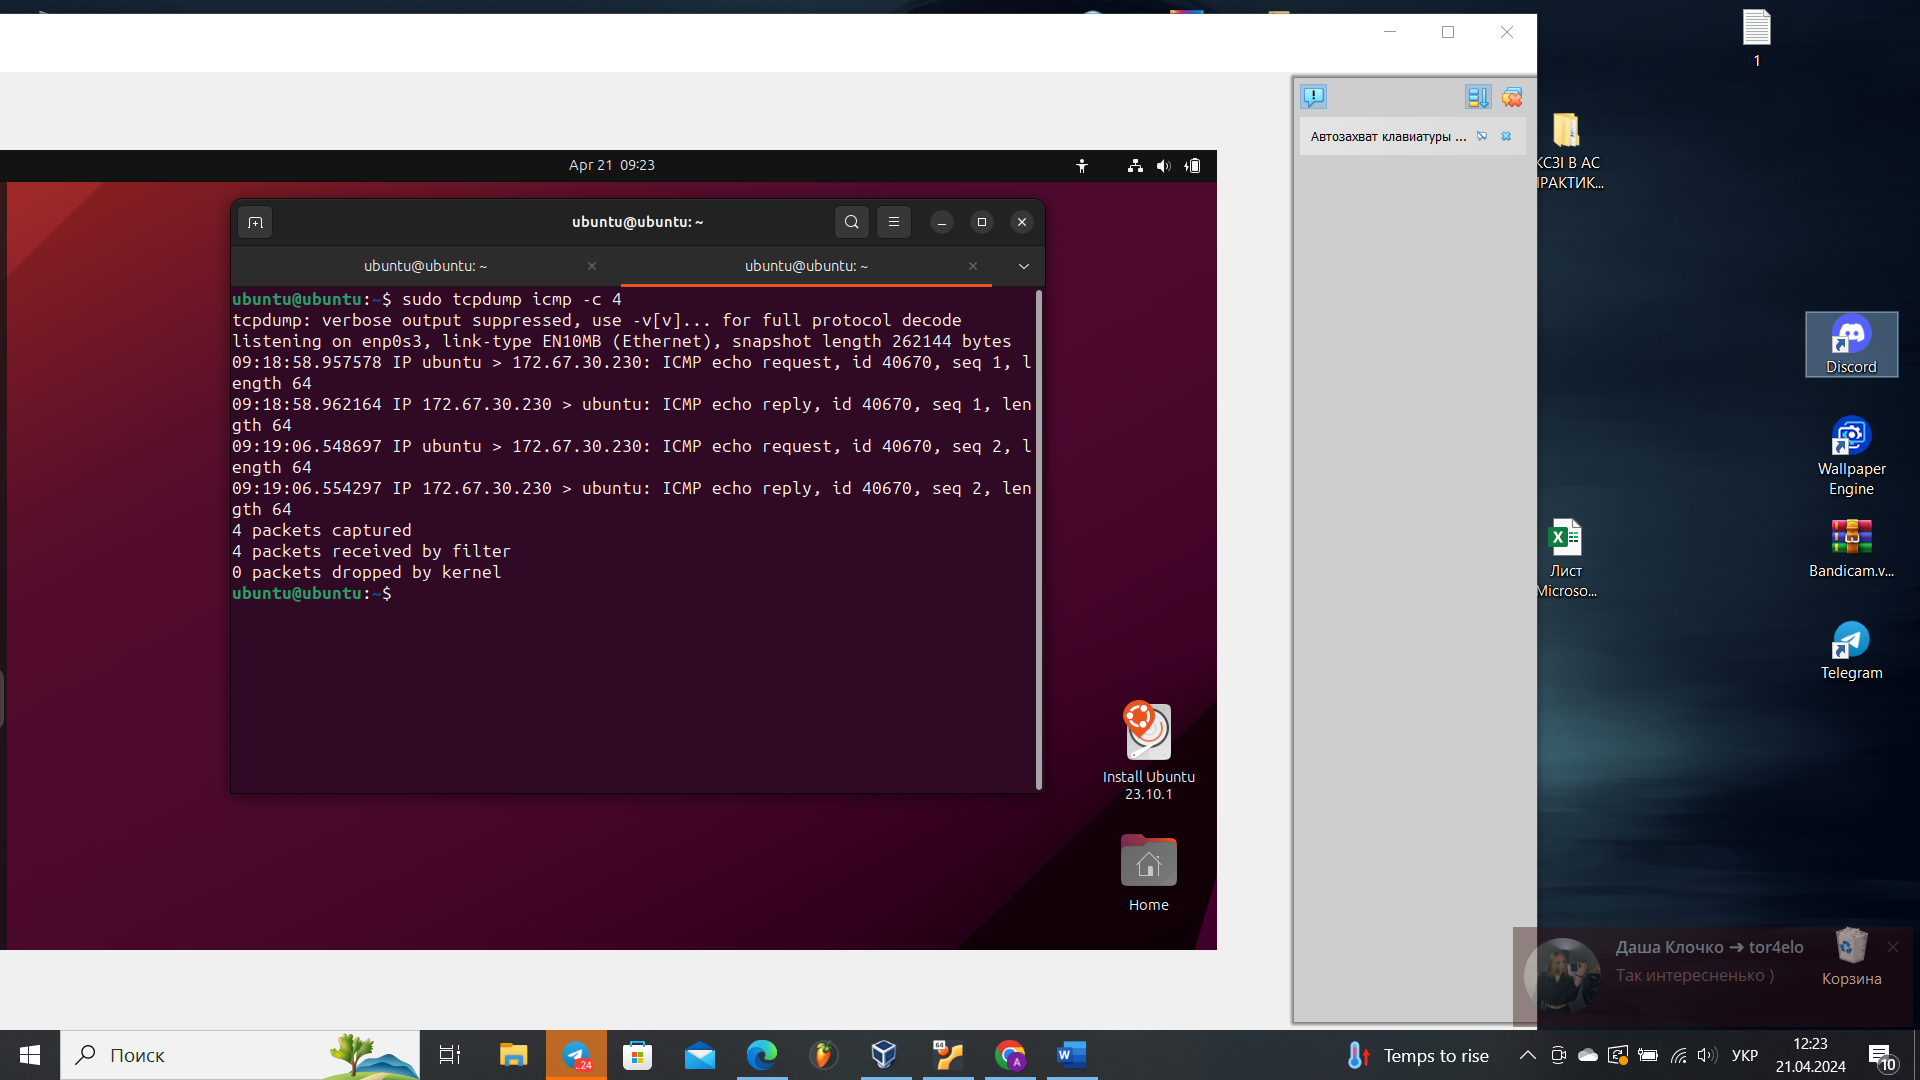 1
Автозахват клавиатуры ...
КСЗІ В АС
ПРАКТИК...
Apr 21 09:23
ubuntu@ubuntu: ~
ubuntu@ubuntu: ~
ubuntu@ubuntu: ~
ubuntu@ubuntu:~$ sudo tcpdump icmp -c 4
tcpdump: verbose output suppressed, use -v[v]... for full protocol decode
listening on enp0s3, link-type EN10MB (Ethernet), snapshot length 262144 bytes
09:18:58.957578 IP ubuntu > 172.67.30.230: ICMP echo request, id 40670, seq 1, l
ength 64
09:18:58.962164 IP 172.67.30.230 > ubuntu: ICMP echo reply, id 40670, seq 1, len
gth 64
09:19:06.548697 IP ubuntu > 172.67.30.230: ICMP echo request, id 40670, seq 2, l
ength 64
09:19:06.554297 IP 172.67.30.230 > ubuntu: ICMP echo reply, id 40670, seq 2, len
gth 64
4 packets captured
4 packets received by filter
0 packets dropped by kernel
ubuntu@ubuntu:~$
Install Ubuntu
23.10.1
Home
Discord
Wallpaper
Engine
Лист
Microso...
Bandicam.v...
Telegram
Даша Клочко ➔ tor4elo
Так интересненько )
Корзина
Поиск
..24
64
A
W
Temps to rise
УКР
12:23
21.04.2024
10